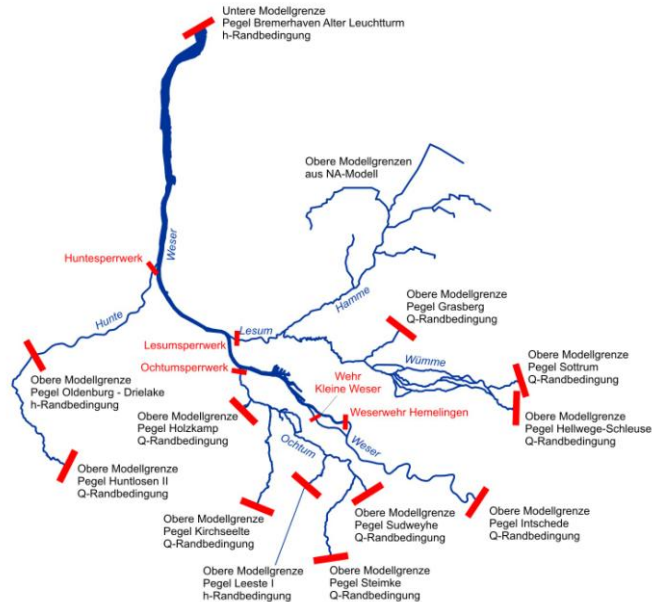 Untere Modellgrenze
Pegel Bremerhaven Alter Leuchtturm
h-Randbedingung
Obere Modellgrenzen
aus NA-Modell
Weser
Huntesperrwerk
Hunte
Hamme
Obere Modellgrenze
Pegel Grasberg
Q-Randbedingung
Lesum
Lesumsperrwerk
Wümme
Obere Modellgrenze
Pegel Sottrum
Q-Randbedingung
Ochtumsperrwerk
Wehr
Kleine Weser
Obere Modellgrenze
Pegel Oldenburg - Drielake
h-Randbedingung
Weserwehr Hemelingen
Obere Modellgrenze
Pegel Hellwege-Schleuse
Q-Randbedingung
Obere Modellgrenze
Pegel Holzkamp
Q-Randbedingung
Weser
Ochtum
Obere Modellgrenze
Pegel Huntlosen II
Q-Randbedingung
Obere Modellgrenze
Pegel Kirchseelte
Q-Randbedingung
Obere Modellgrenze
Pegel Sudweyhe
Q-Randbedingung
Obere Modellgrenze
Pegel Intschede
Q-Randbedingung
Obere Modellgrenze
Pegel Leeste I
h-Randbedingung
Obere Modellgrenze
Pegel Steimke
Q-Randbedingung